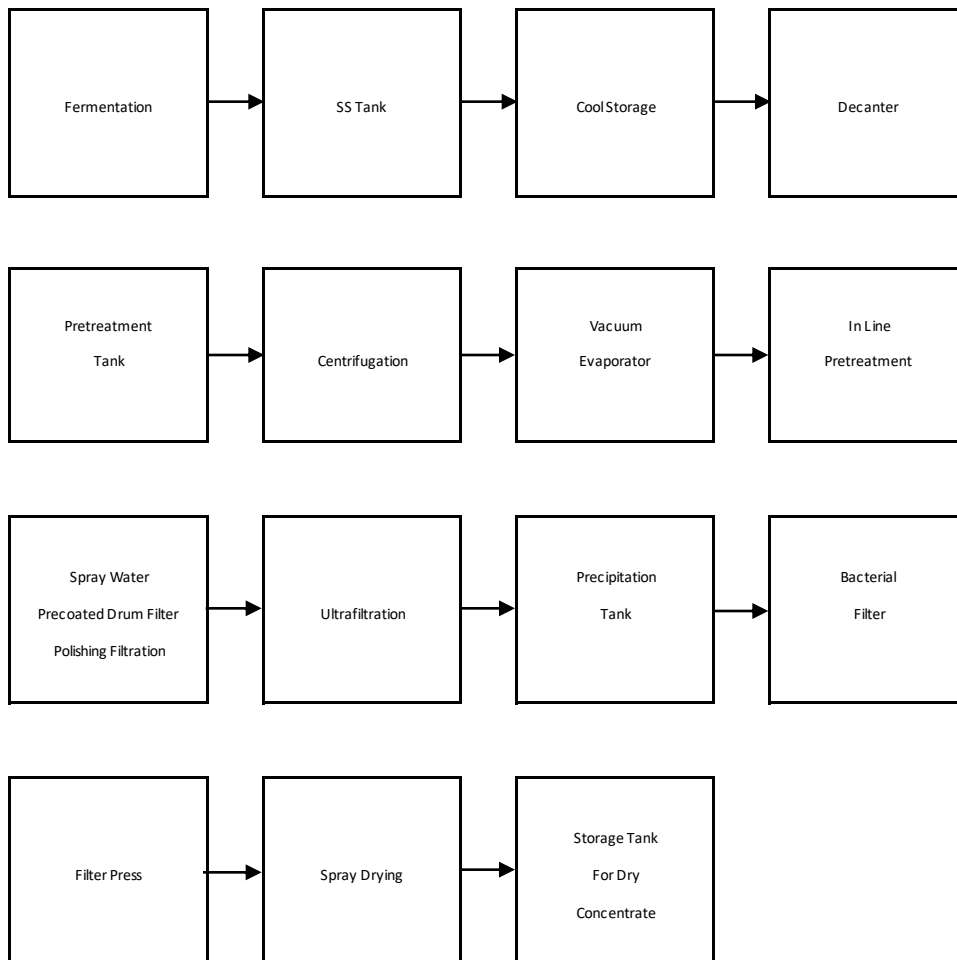 Fermentation
SS Tank
Cool Storage
Decanter
Pretreatment
Tank
Centrifugation
Vacuum
Evaporator
In Line
Pretreatment
Spray Water
Precoated Drum Filter
Polishing Filtration
Ultrafiltration
Precipitation
Tank
Bacterial
Filter
Filter Press
Spray Drying
Storage Tank
For Dry
Concentrate